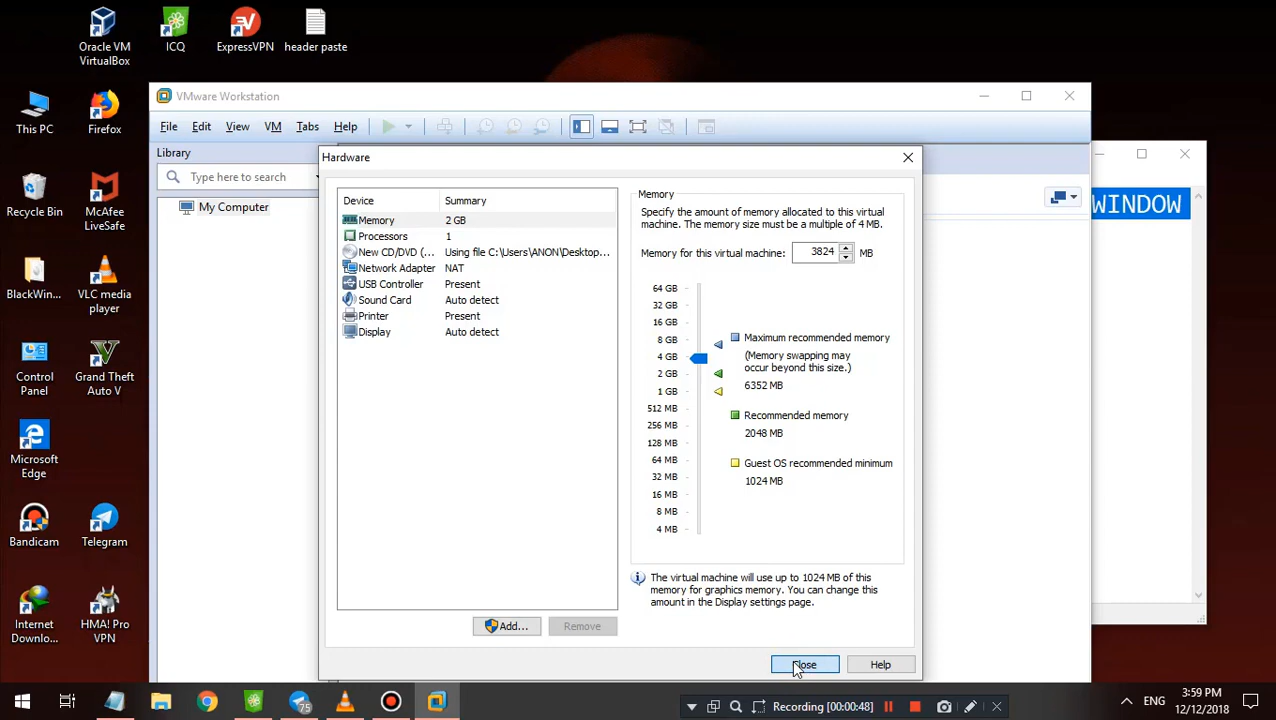 Oracle VM
VirtualBox
ICQ
ExpressVPN
header paste
This PC
Firefox
Recycle Bin
McAfee
LiveSafe
BlackWin...
VLC media
player
Control
Panel
Grand Theft
Auto V
Microsoft
Edge
Bandicam
Telegram
Internet
Downlo...
HMA! Pro
VPN
VMware Workstation
File Edit View VM Tabs Help
Library
Type here to search
My Computer
WINDOW
Hardware
Device Summary
Memory 2 GB
Processors 1
New CD/DVD (... Using file C:\Users\ANON\Desktop...
Network Adapter NAT
USB Controller Present
Sound Card Auto detect
Printer Present
Display Auto detect
Add... Remove
Memory
Specify the amount of memory allocated to this virtual
machine. The memory size must be a multiple of 4 MB.
Memory for this virtual machine: 3824 MB
64 GB
32 GB
16 GB
8 GB
4 GB
2 GB
1 GB
512 MB
256 MB
128 MB
64 MB
32 MB
16 MB
8 MB
4 MB
Maximum recommended memory
(Memory swapping may
occur beyond this size.)
6352 MB
Recommended memory
2048 MB
Guest OS recommended minimum
1024 MB
The virtual machine will use up to 1024 MB of this
memory for graphics memory. You can change this
amount in the Display settings page.
Close Help
75
Recording [00:00:48]
ENG
3:59 PM
12/12/2018